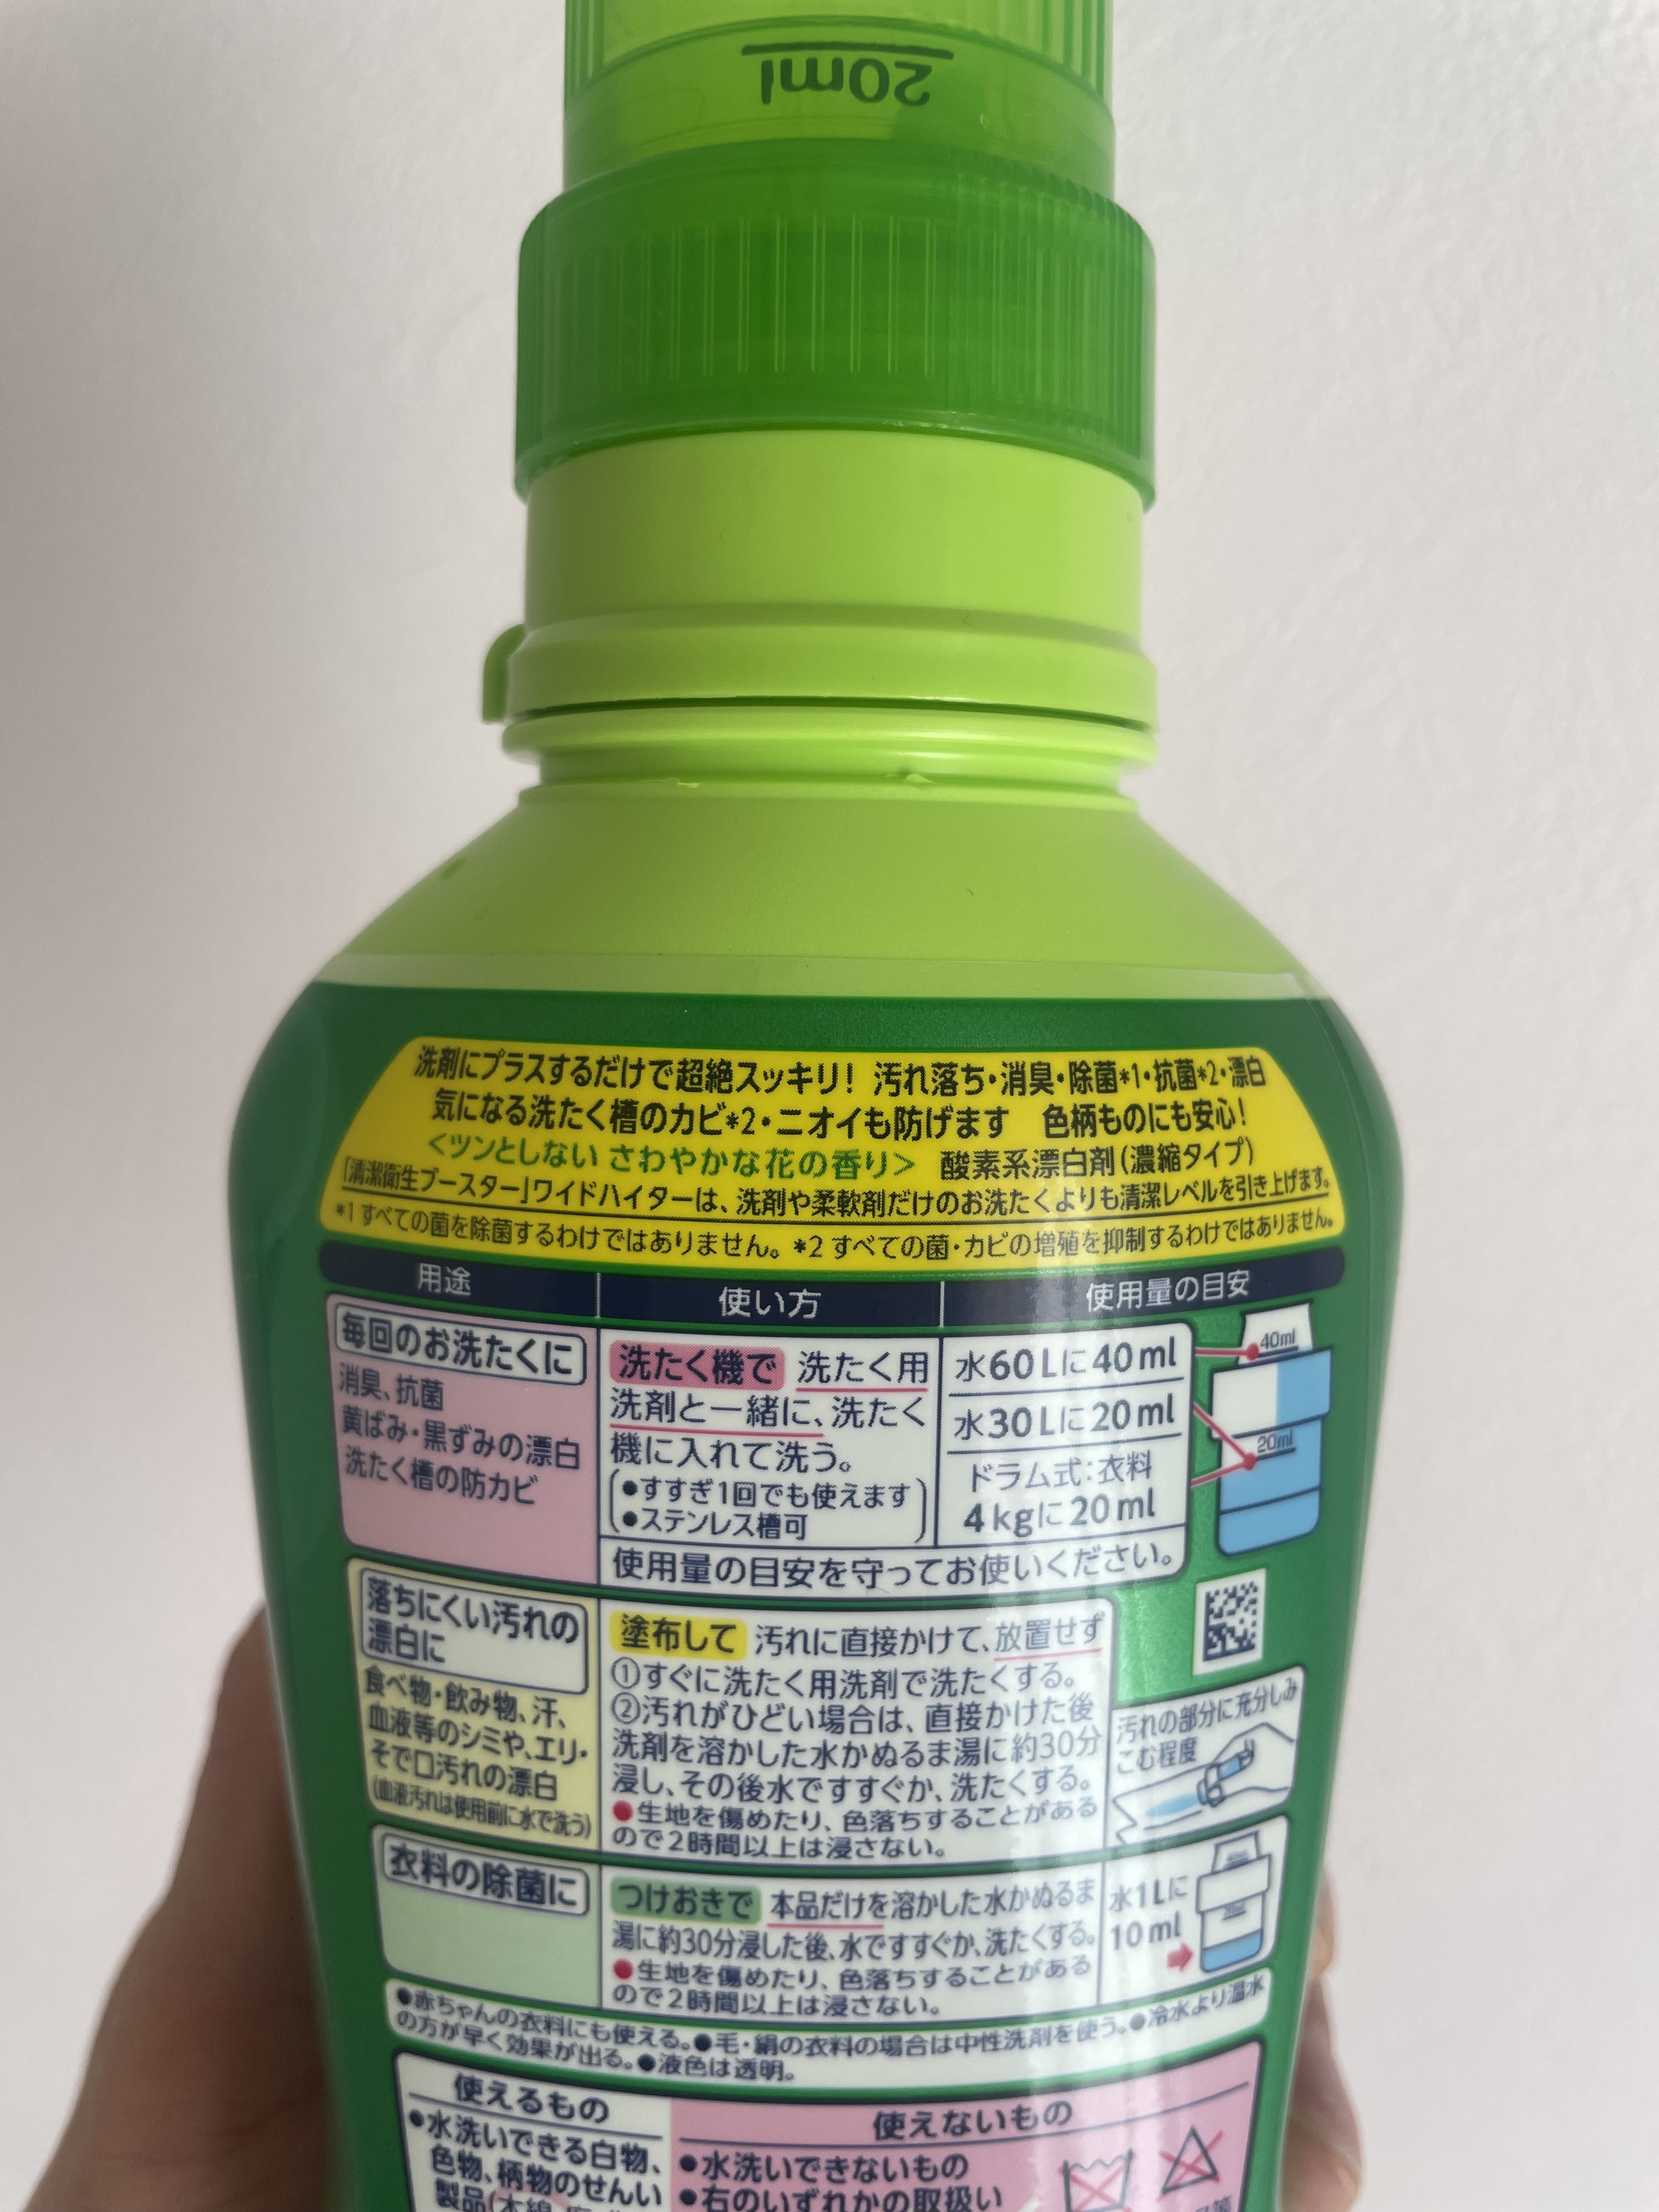 20ml
洗剤にプラスするだけで超絶スッキリ！ 汚れ落ち・消臭・除菌*1・抗菌*2・漂白
気になる洗たく槽のカビ*2・ニオイも防げます 色柄ものにも安心！
<ツンとしない さわやかな花の香り> 酸素系漂白剤（濃縮タイプ）
「清潔衛生ブースター」ワイドハイターは、洗剤や柔軟剤だけのお洗たくよりも清潔レベルを引き上げます。
*1 すべての菌を除菌するわけではありません。 *2 すべての菌・カビの増殖を抑制するわけではありません。
用途 使い方 使用量の目安
毎回のお洗たくに
消臭、抗菌
黄ばみ・黒ずみの漂白
洗たく槽の防カビ
洗たく機で 洗たく用
洗剤と一緒に、洗たく
機に入れて洗う。
●すすぎ1回でも使えます
●ステンレス槽可
水60Lに40ml
水30Lに20ml
ドラム式：衣料
4kgに20ml
40ml
20ml
使用量の目安を守ってお使いください。
落ちにくい汚れの
漂白に
食べ物・飲み物、汗、
血液等のシミや、エリ・
そで口汚れの漂白
(血液汚れは使用前に水で洗う)
塗布して 汚れに直接かけて、放置せず
①すぐに洗たく用洗剤で洗たくする。
②汚れがひどい場合は、直接かけた後
洗剤を溶かした水かぬるま湯に約30分
浸し、その後水ですすぐか、洗たくする。
●生地を傷めたり、色落ちすることがある
ので2時間以上は浸さない。
汚れの部分に充分しみ
こむ程度
衣料の除菌に
つけおきで 本品だけを溶かした水かぬるま
湯に約30分浸した後、水ですすぐか、洗たくする。
●生地を傷めたり、色落ちすることがある
ので2時間以上は浸さない。
水1Lに
10ml
●赤ちゃんの衣料にも使える。●毛・絹の衣料の場合は中性洗剤を使う。●冷水より温水
の方が早く効果が出る。●液色は透明。
使えるもの
●水洗いできる白物、
色物、柄物のせんい
使えないもの
●水洗いできないもの
●右のいずれかの取扱い